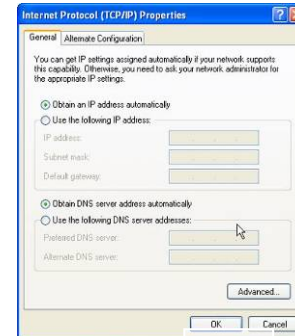 Internet Protocol (TCP/IP) Properties
General
Alternate Configuration
You can get IP settings assigned automatically if your network supports
this capability. Otherwise, you need to ask your network administrator for
the appropriate IP settings.
Obtain an IP address automatically
Use the following IP address:
IP address:
Subnet mask:
Default gateway:
Obtain DNS server address automatically
Use the following DNS server addresses:
Preferred DNS server:
Alternate DNS server:
Advanced...
OK
Cancel